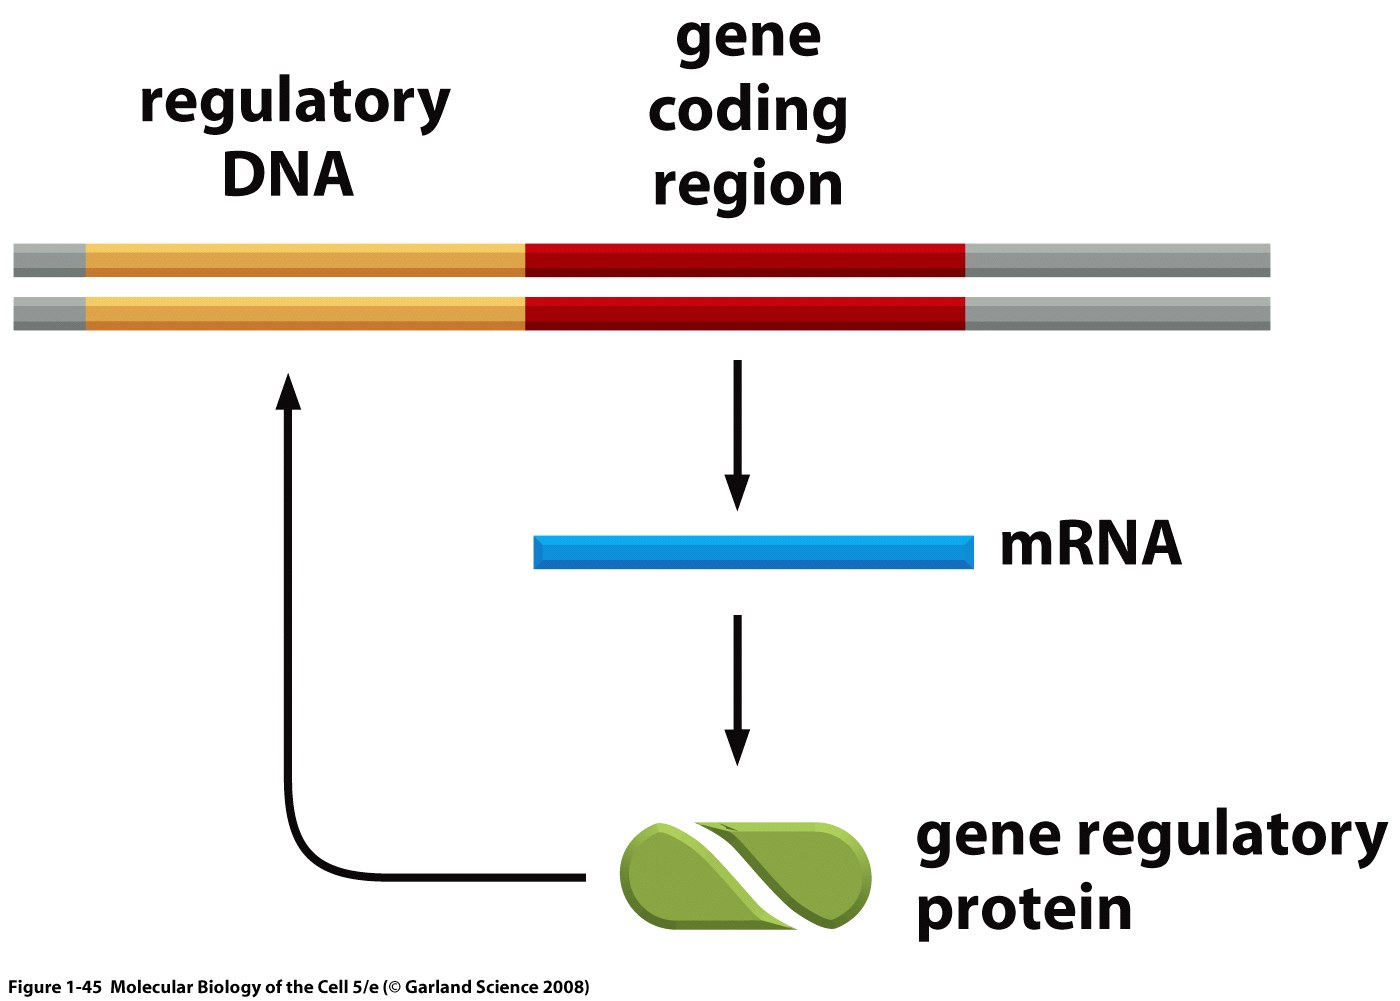 gene
coding
region
regulatory
DNA
mRNA
gene regulatory
protein
Figure 1-45 Molecular Biology of the Cell 5/e (© Garland Science 2008)